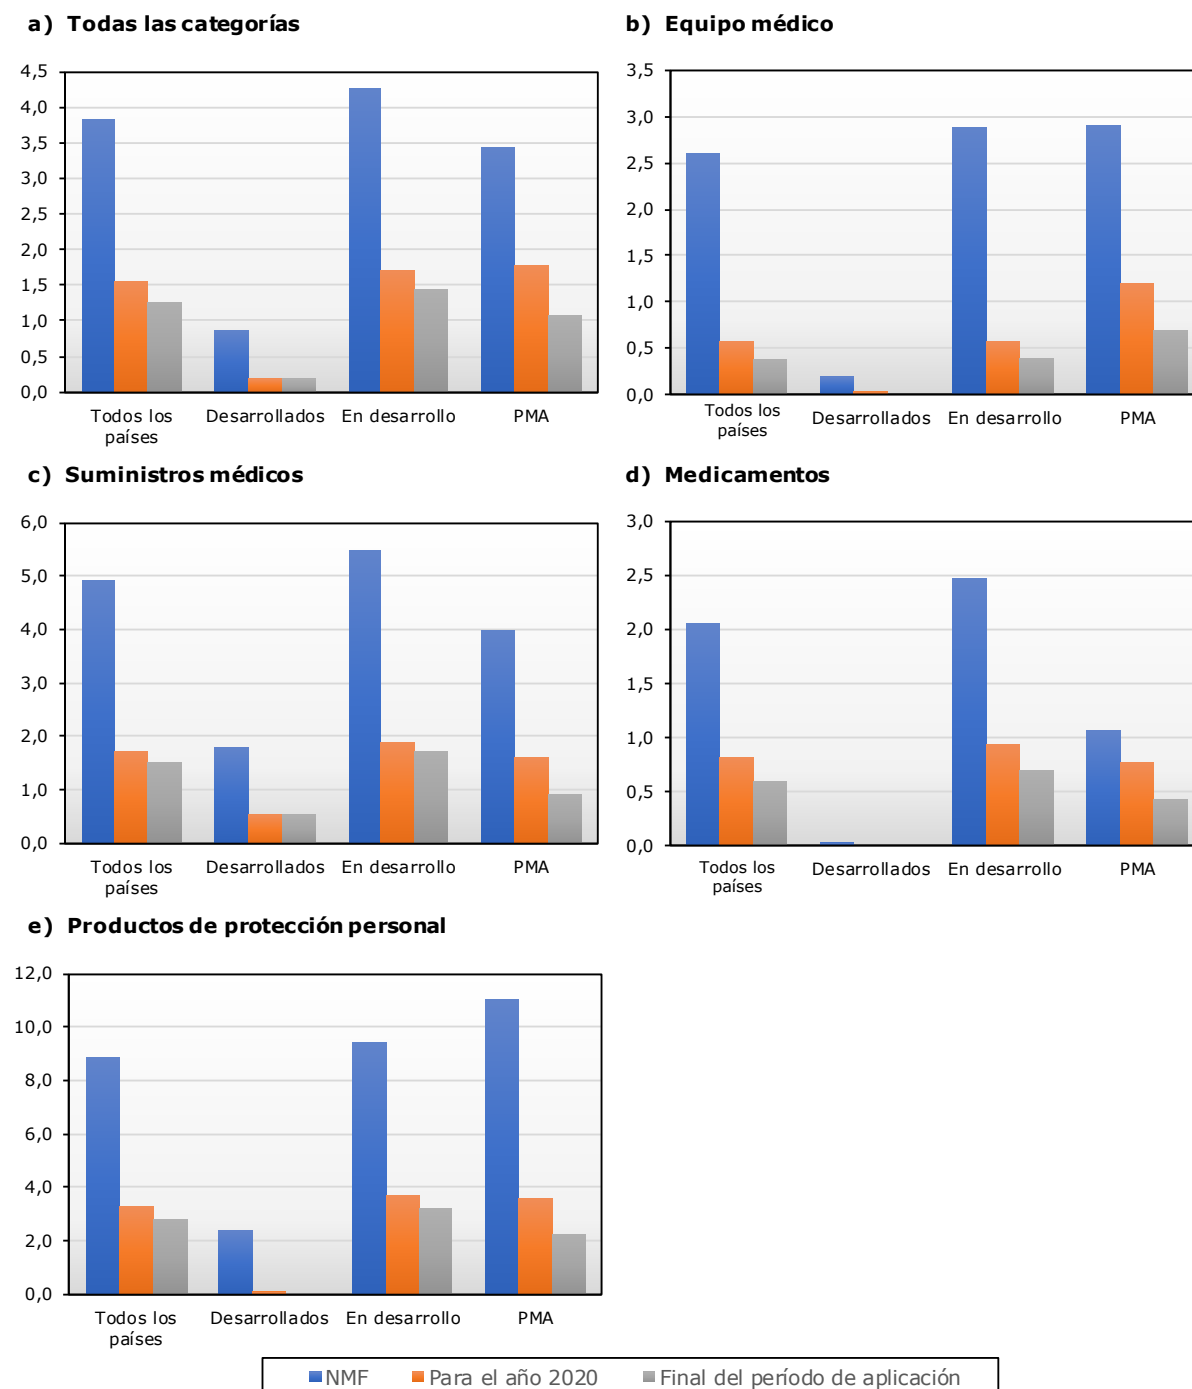 a) Todas las categorías
4,5
4,0
3,5
3,0
2,5
2,0
1,5
1,0
0,5
0,0
Todos los
países
Desarrollados
En desarrollo
PMA
b) Equipo médico
3,5
3,0
2,5
2,0
1,5
1,0
0,5
0,0
Todos los
países
Desarrollados
En desarrollo
PMA
c) Suministros médicos
6,0
5,0
4,0
3,0
2,0
1,0
0,0
Todos los
países
Desarrollados
En desarrollo
PMA
d) Medicamentos
3,0
2,5
2,0
1,5
1,0
0,5
0,0
Todos los
países
Desarrollados
En desarrollo
PMA
e) Productos de protección personal
12,0
10,0
8,0
6,0
4,0
2,0
0,0
Todos los
países
Desarrollados
En desarrollo
PMA
NMF
Para el año 2020
Final del período de aplicación